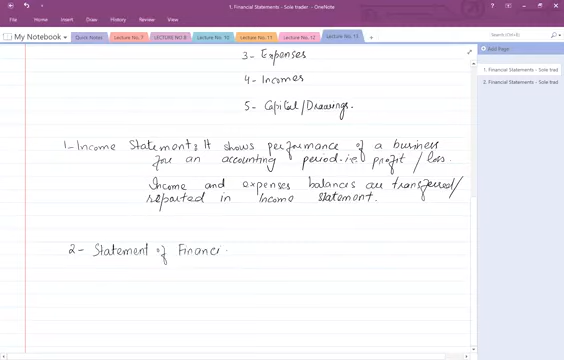 1. Financial Statements - Sole trader - OneNote
File Home Insert Draw History Review View
My Notebook Quick Notes Lecture No. 7 LECTURE NO 8 Lecture No. 10 Lecture No. 11 Lecture No. 12 Lecture No. 13 +
Add Page
1. Financial Statements - Sole trad
2. Financial Statements - Sole trad
3- Expenses
4- Incomes
5- Capital/Drawings.
1- Income Statement: It shows performance of a business
for an accounting period i.e. profit/loss.
Income and expenses balances are transferred/
reported in Income Statement.
2- Statement of Financi